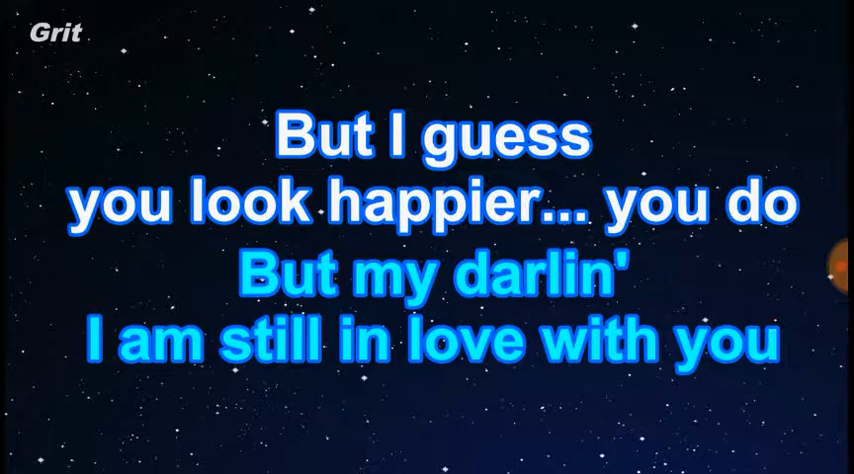 Grit
But I guess
you look happier... you do
But my darlin'
I am still in love with you